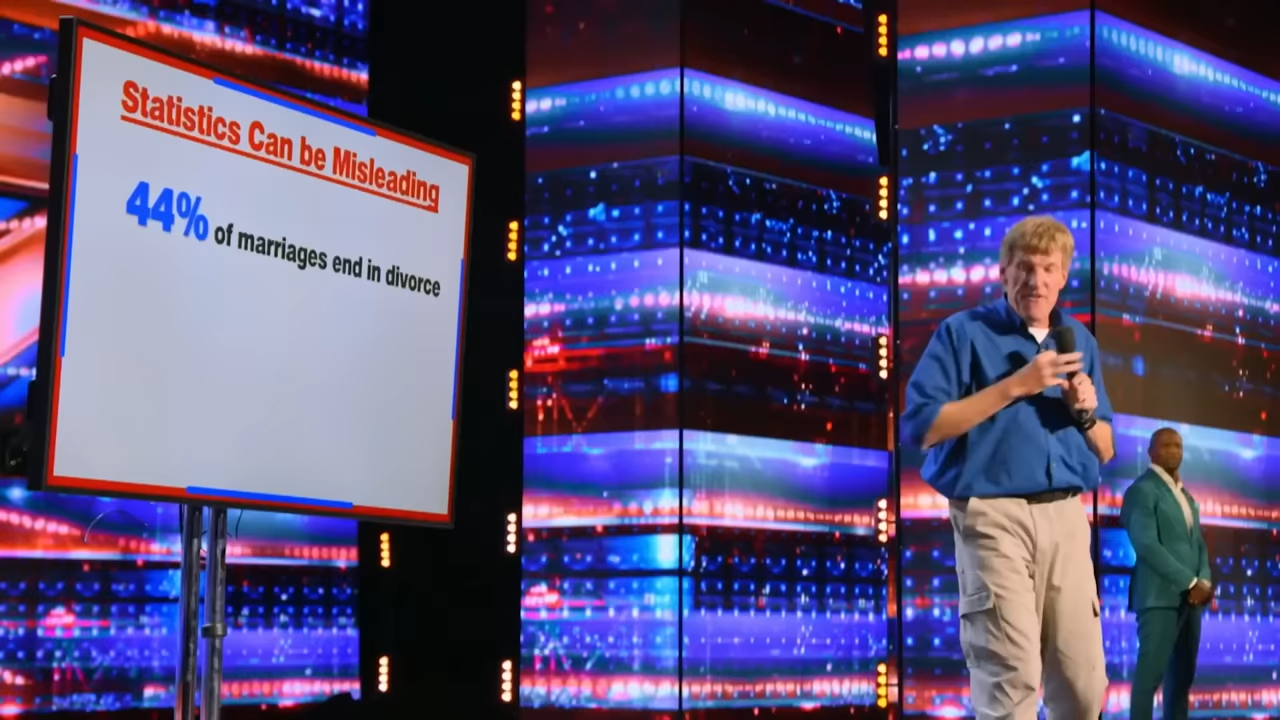 Statistics Can be Misleading
44% of marriages end in divorce